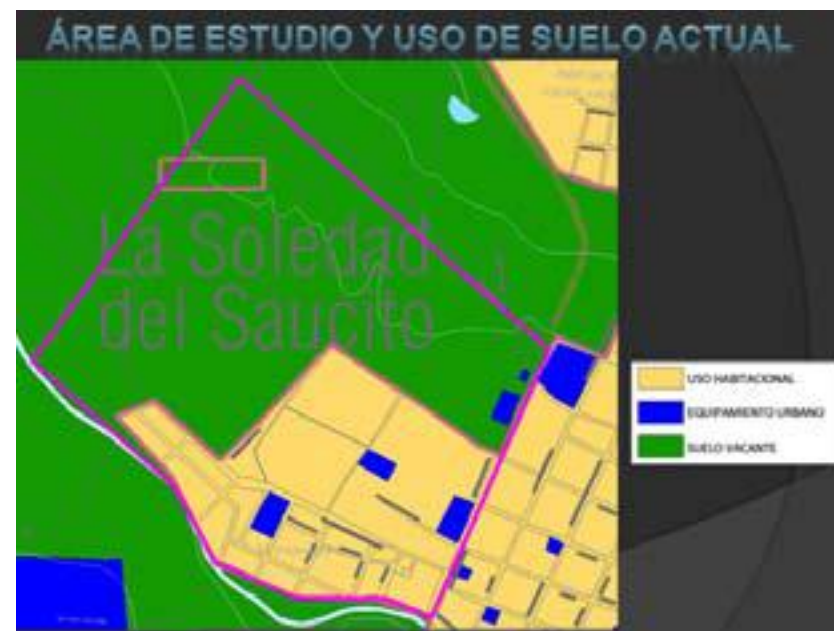 ÁREA DE ESTUDIO Y USO DE SUELO ACTUAL
La Soledad
del Saucito
USO HABITACIONAL
EQUIPAMIENTO URBANO
SUELO VACANTE